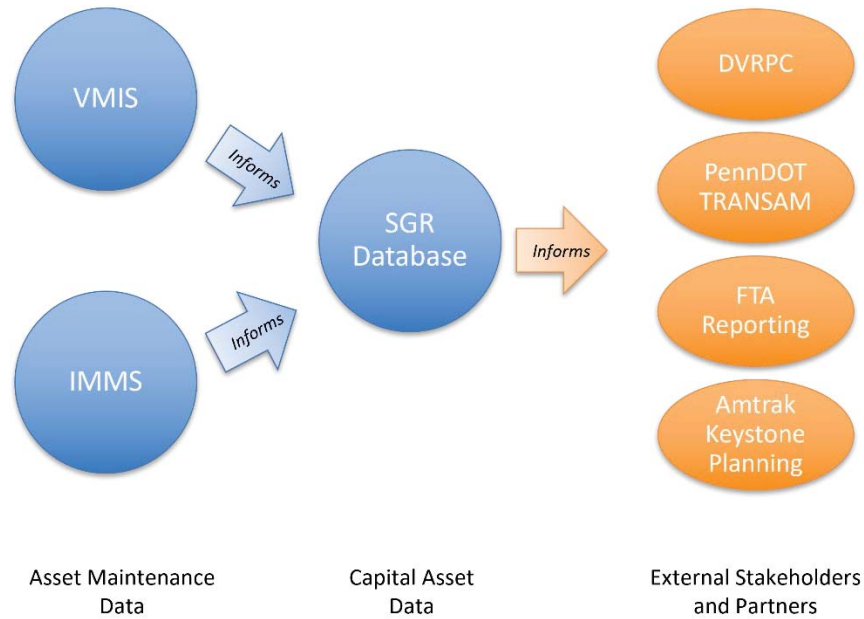 VMIS
Informs
IMMS
Informs
SGR
Database
Informs
DVRPC
PennDOT
TRANSAM
FTA
Reporting
Amtrak
Keystone
Planning
Asset Maintenance
Data
Capital Asset
Data
External Stakeholders
and Partners